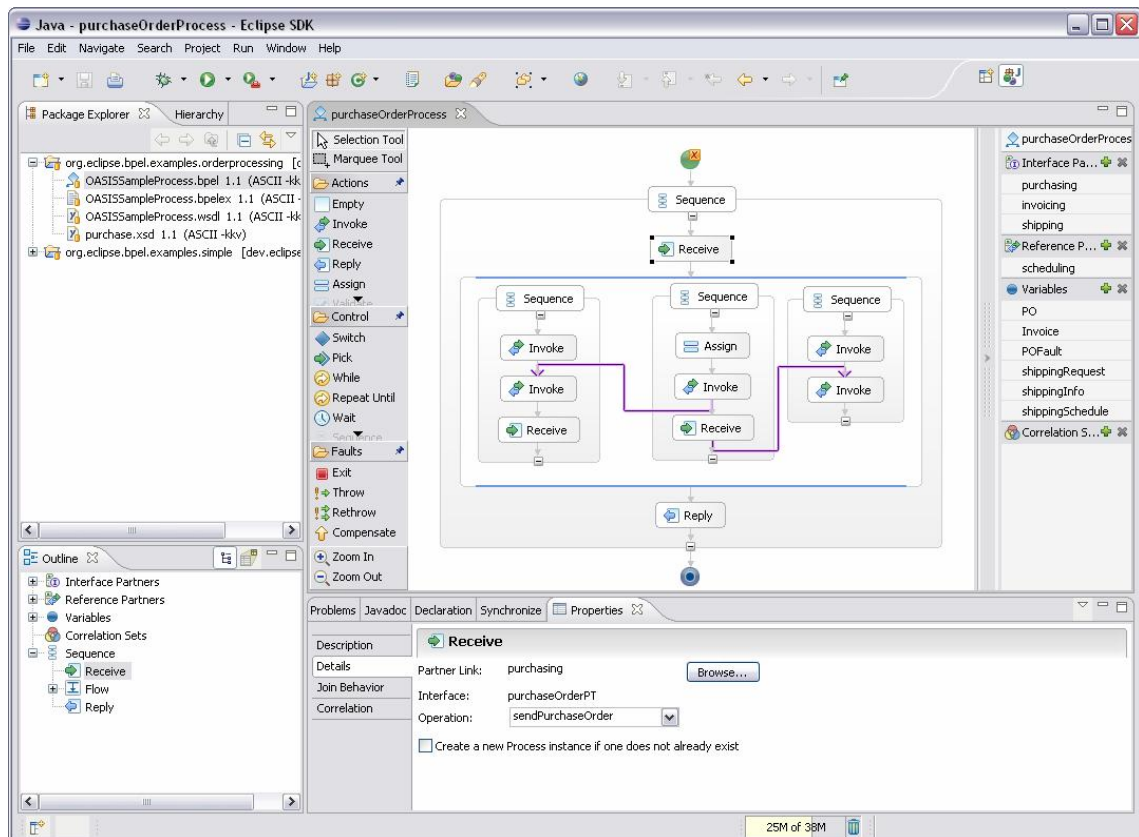 Java - purchaseOrderProcess - Eclipse SDK
File Edit Navigate Search Project Run Window Help
Package Explorer Hierarchy
org.eclipse.bpel.examples.orderprocessing [c
OASISSampleProcess.bpel 1.1 (ASCII -kk
OASISSampleProcess.bpelex 1.1 (ASCII -
OASISSampleProcess.wsdl 1.1 (ASCII -kk
purchase.xsd 1.1 (ASCII -kkv)
org.eclipse.bpel.examples.simple [dev.eclipse
Outline
Interface Partners
Reference Partners
Variables
Correlation Sets
Sequence
Receive
Flow
Reply
purchaseOrderProcess
Selection Tool
Marquee Tool
Actions
Empty
Invoke
Receive
Reply
Assign
Validate
Control
Switch
Pick
While
Repeat Until
Wait
Sequence
Faults
Exit
Throw
Rethrow
Compensate
Zoom In
Zoom Out
Sequence
Receive
Sequence Sequence Sequence
Invoke Assign Invoke
Invoke Invoke Invoke
Receive Receive
Reply
purchaseOrderProces
Interface Pa...
purchasing
invoicing
shipping
Reference P...
scheduling
Variables
PO
Invoice
POFault
shippingRequest
shippingInfo
shippingSchedule
Correlation S...
Problems Javadoc Declaration Synchronize Properties
Description
Details
Join Behavior
Correlation
Receive
Partner Link: purchasing Browse...
Interface: purchaseOrderPT
Operation: sendPurchaseOrder
Create a new Process instance if one does not already exist
25M of 38M